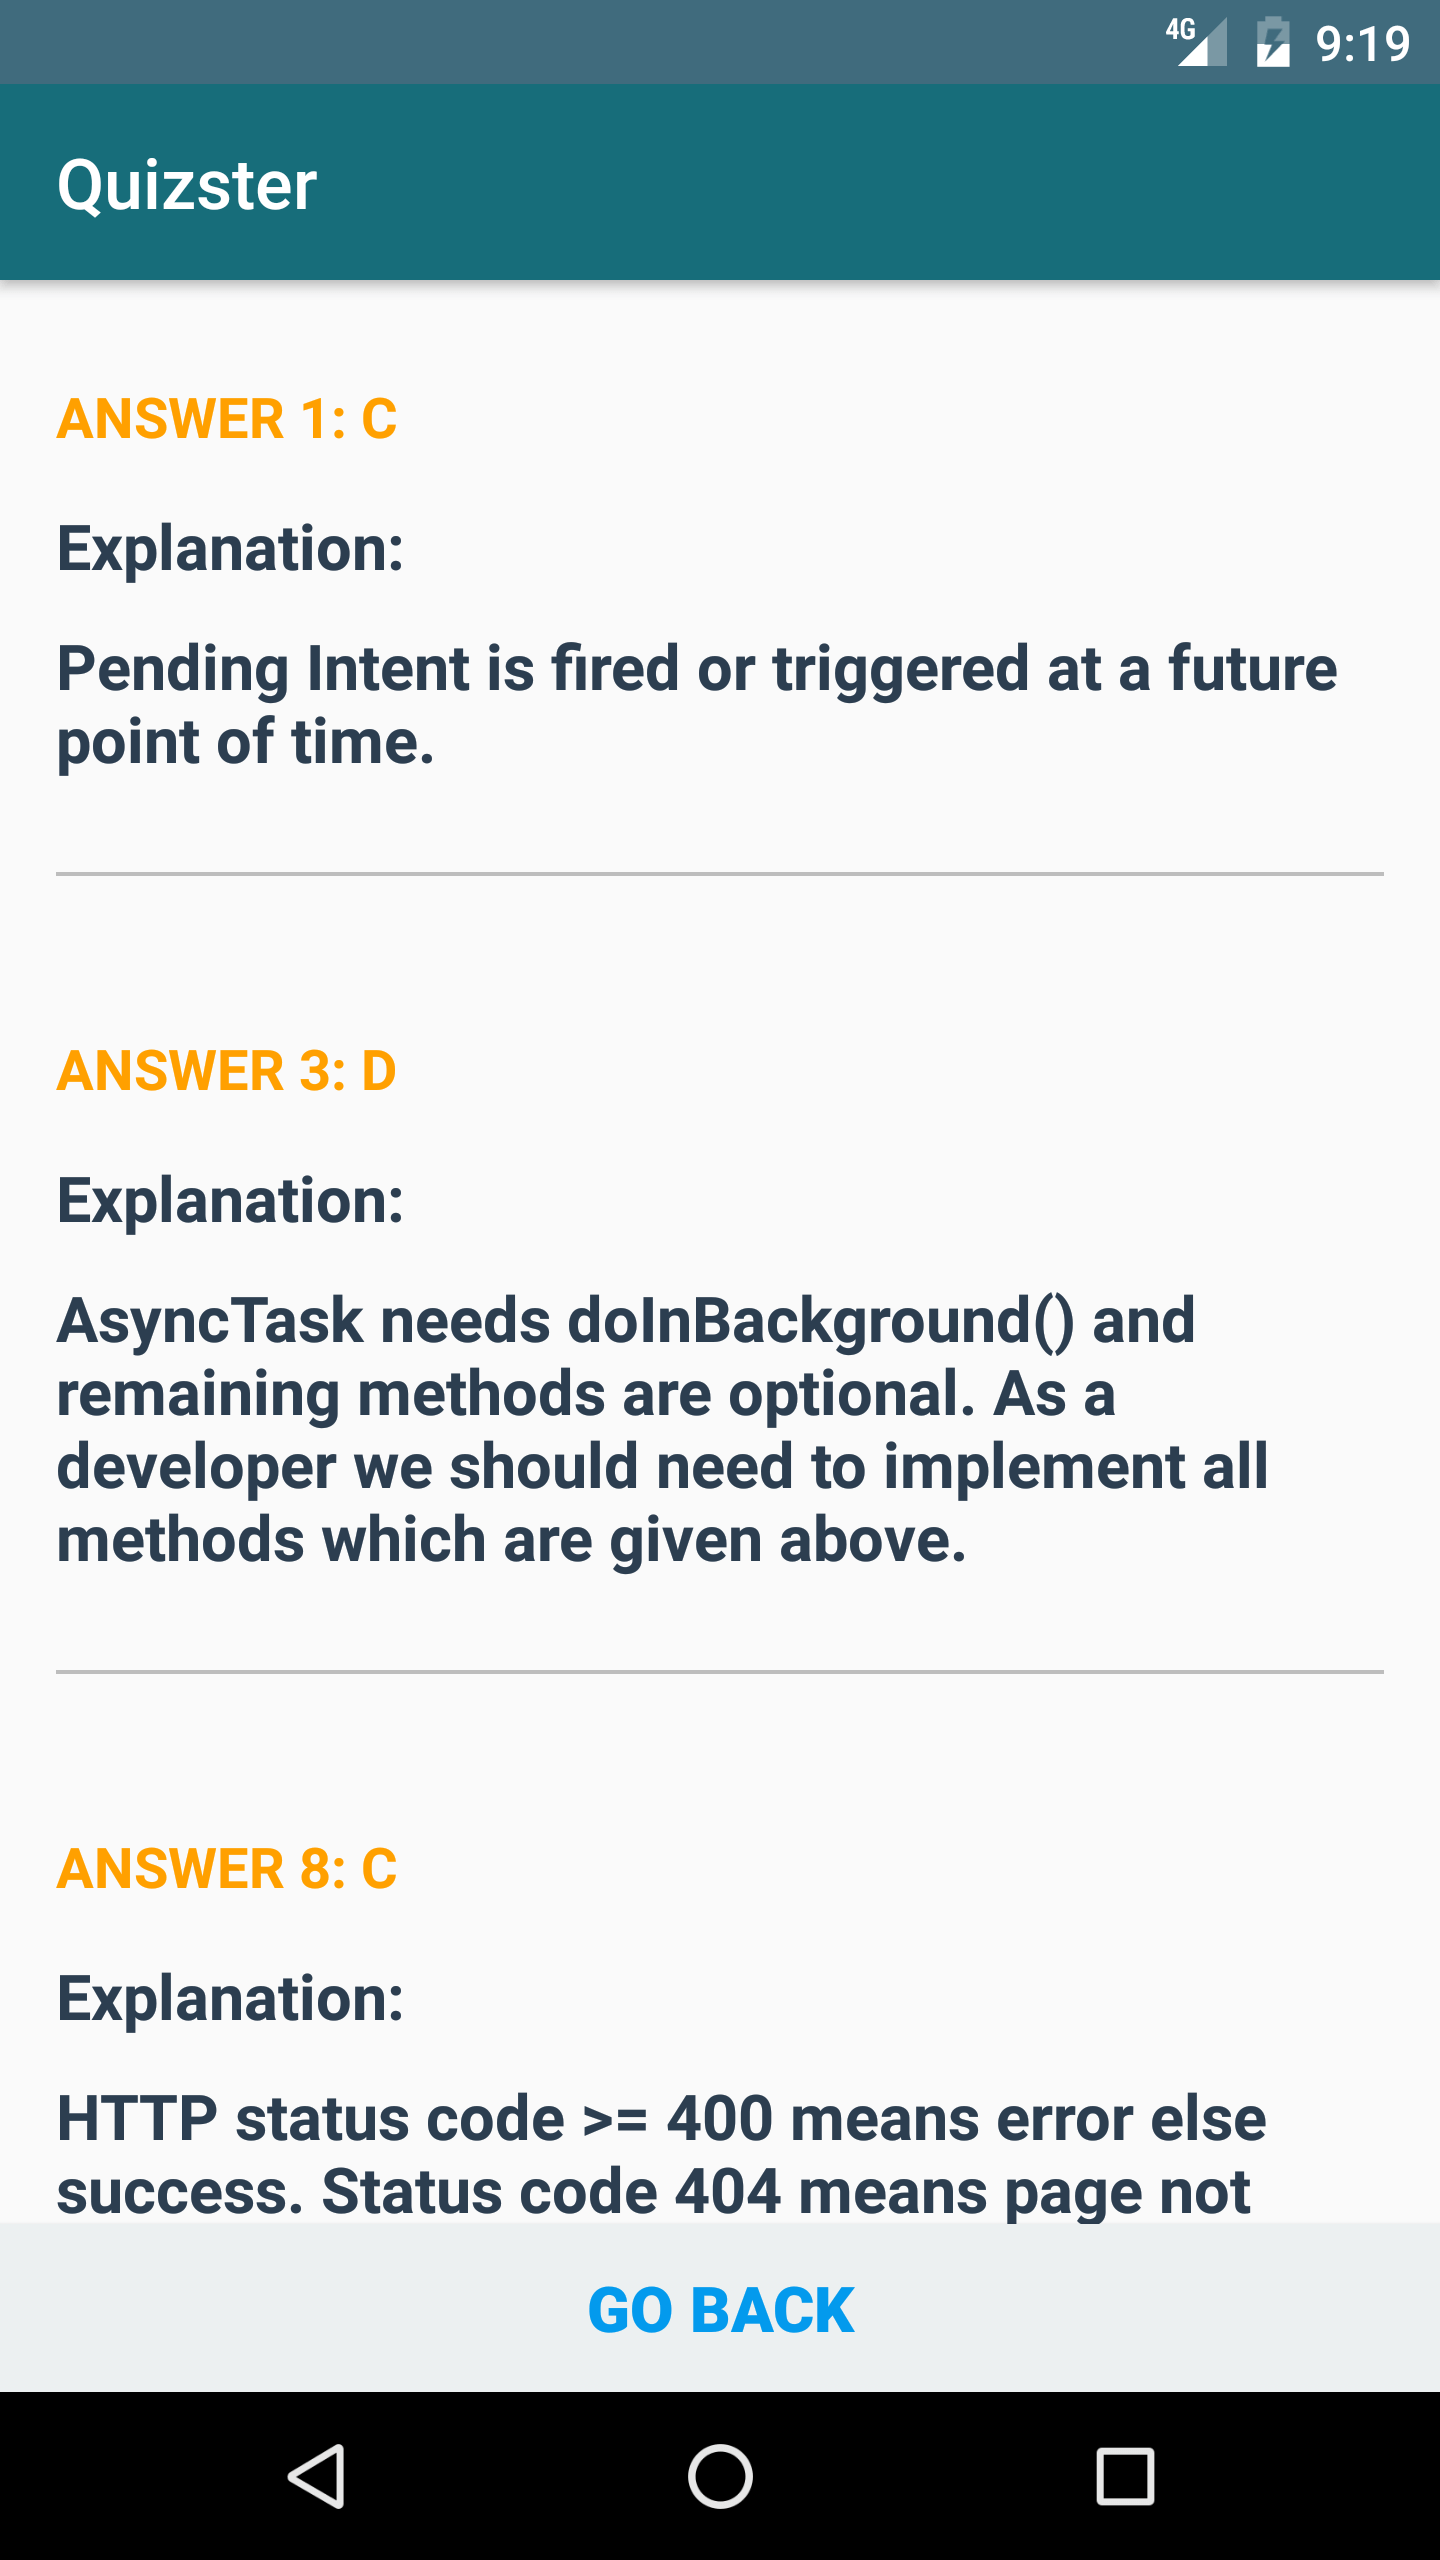 4G 9:19
Quizster
ANSWER 1: C
Explanation:
Pending Intent is fired or triggered at a future
point of time.
ANSWER 3: D
Explanation:
AsyncTask needs doInBackground() and
remaining methods are optional. As a
developer we should need to implement all
methods which are given above.
ANSWER 8: C
Explanation:
HTTP status code >= 400 means error else
success. Status code 404 means page not
GO BACK